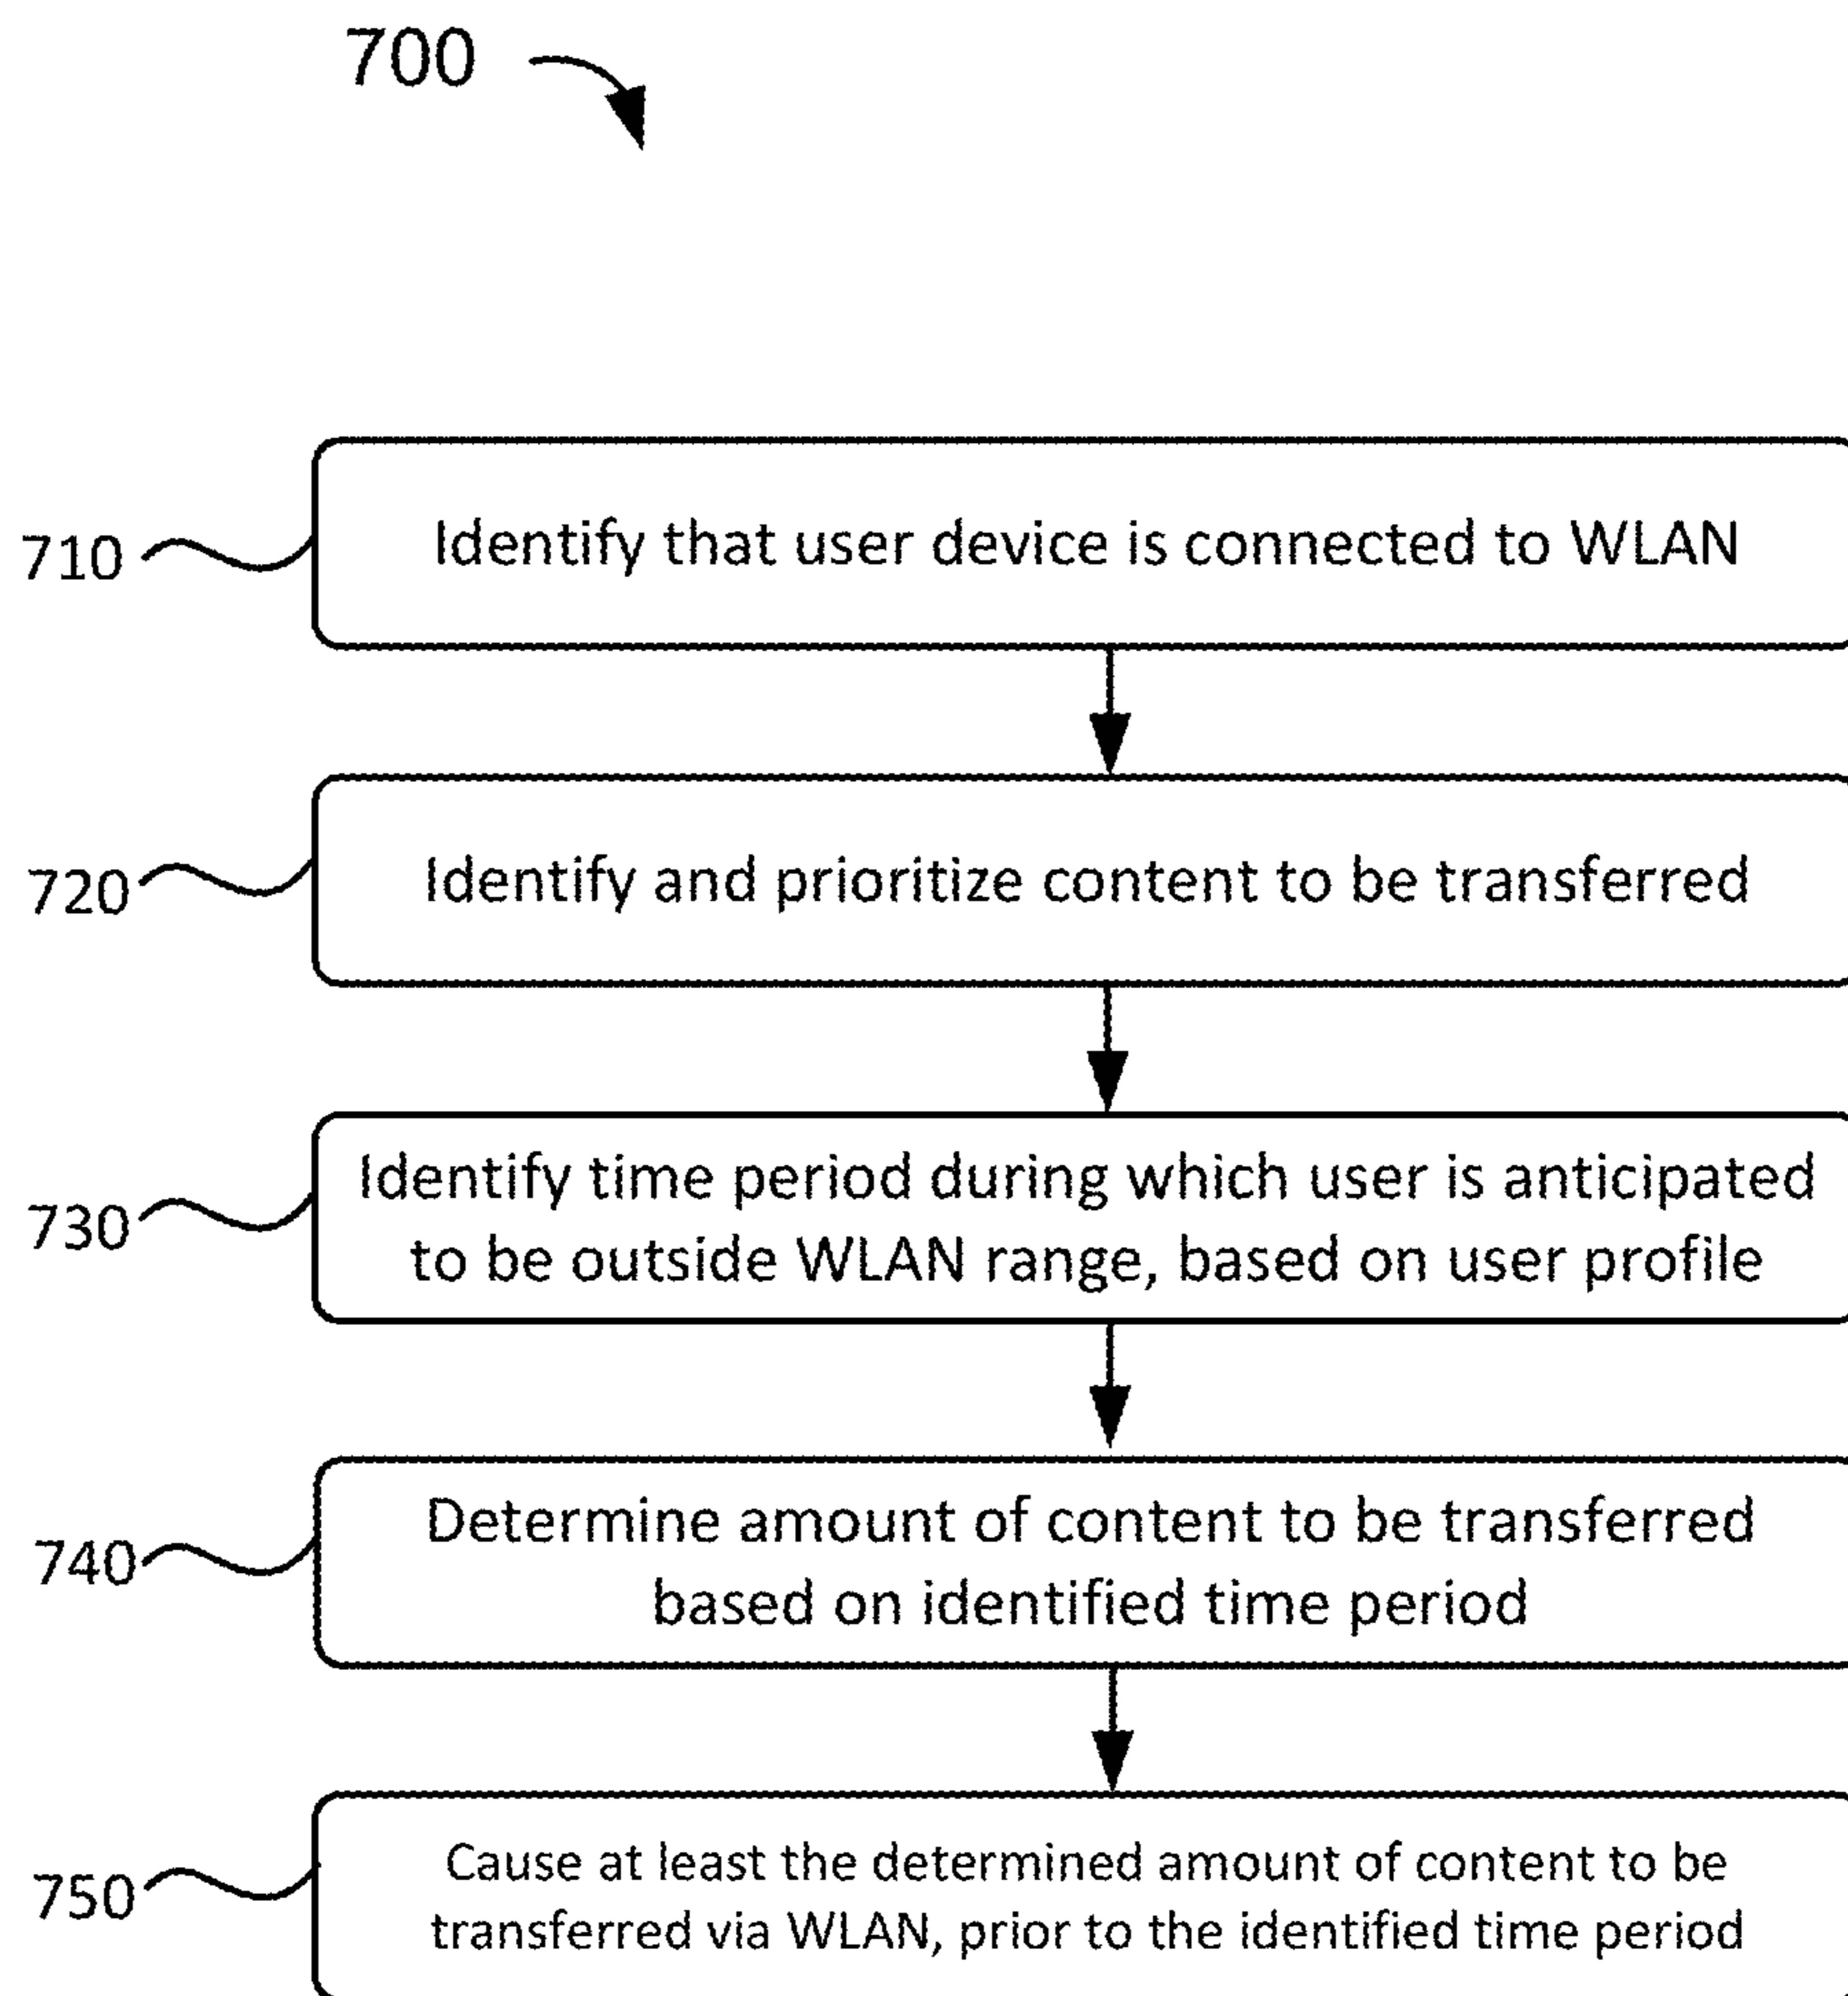 700
710
Identify that user device is connected to WLAN
720
Identify and prioritize content to be transferred
730
Identify time period during which user is anticipated
to be outside WLAN range, based on user profile
740
Determine amount of content to be transferred
based on identified time period
750
Cause at least the determined amount of content to be
transferred via WLAN, prior to the identified time period